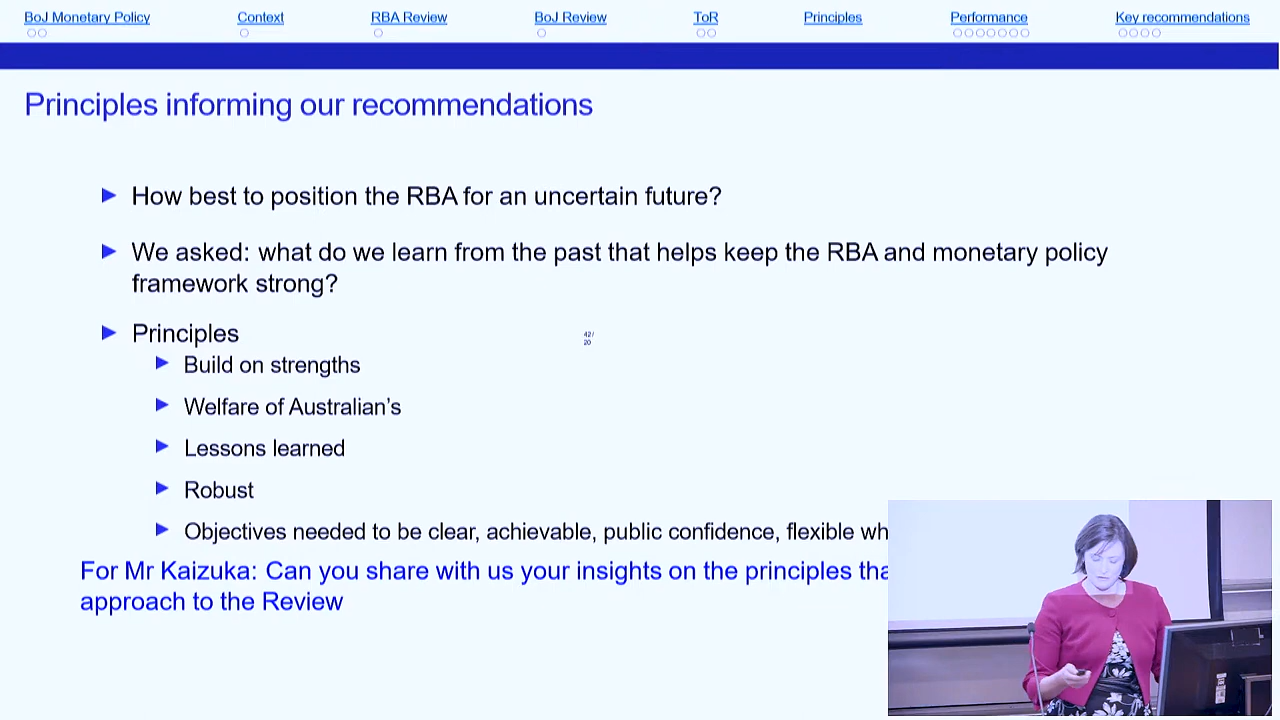 BoJ Monetary Policy Context RBA Review BoJ Review ToR Principles Performance Key recommendations
Principles informing our recommendations
How best to position the RBA for an uncertain future?
We asked: what do we learn from the past that helps keep the RBA and monetary policy
framework strong?
Principles
42/
20
Build on strengths
Welfare of Australian’s
Lessons learned
Robust
Objectives needed to be clear, achievable, public confidence, flexible
For Mr Kaizuka: Can you share with us your insights on the principles
approach to the Review